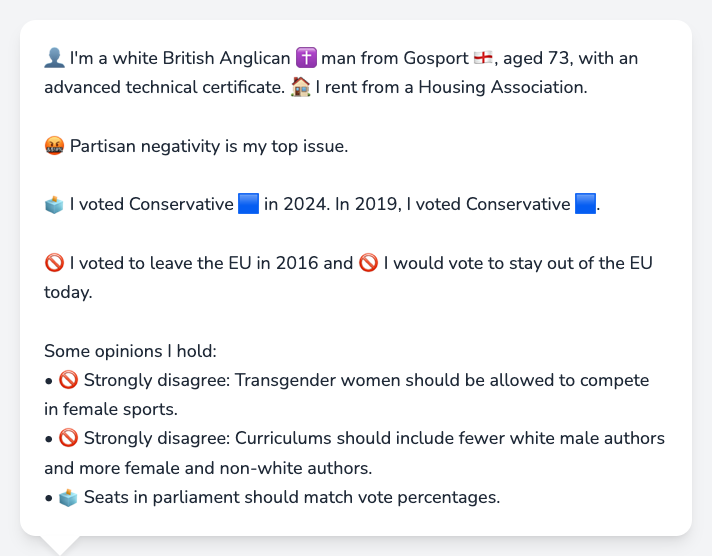 👤 I'm a white British Anglican ✝️ man from Gosport 🏴󠁧󠁢󠁥󠁮󠁧󠁿, aged 73, with an
advanced technical certificate. 🏠 I rent from a Housing Association.
🤬 Partisan negativity is my top issue.
🗳️ I voted Conservative 🟦 in 2024. In 2019, I voted Conservative 🟦.
🚫 I voted to leave the EU in 2016 and 🚫 I would vote to stay out of the EU
today.
Some opinions I hold:
• 🚫 Strongly disagree: Transgender women should be allowed to compete
in female sports.
• 🚫 Strongly disagree: Curriculums should include fewer white male authors
and more female and non-white authors.
• 🗳️ Seats in parliament should match vote percentages.